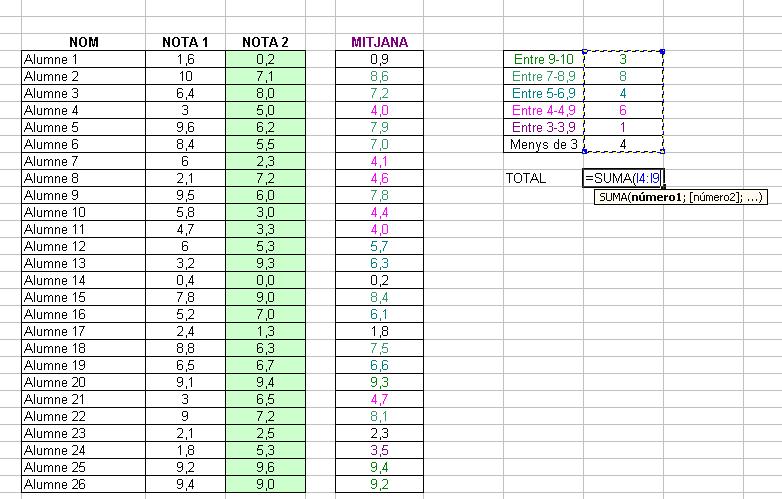 NOM NOTA 1 NOTA 2 MITJANA
Alumne 1 1,6 0,2 0,9 Entre 9-10 3
Alumne 2 10 7,1 8,6 Entre 7-8,9 8
Alumne 3 6,4 8,0 7,2 Entre 5-6,9 4
Alumne 4 3 5,0 4,0 Entre 4-4,9 6
Alumne 5 9,6 6,2 7,9 Entre 3-3,9 1
Alumne 6 8,4 5,5 7,0 Menys de 3 4
Alumne 7 6 2,3 4,1
Alumne 8 2,1 7,2 4,6 TOTAL =SUMA(I4:I9
Alumne 9 9,5 6,0 7,8 SUMA(número1; [número2]; ...)
Alumne 10 5,8 3,0 4,4
Alumne 11 4,7 3,3 4,0
Alumne 12 6 5,3 5,7
Alumne 13 3,2 9,3 6,3
Alumne 14 0,4 0,0 0,2
Alumne 15 7,8 9,0 8,4
Alumne 16 5,2 7,0 6,1
Alumne 17 2,4 1,3 1,8
Alumne 18 8,8 6,3 7,5
Alumne 19 6,5 6,7 6,6
Alumne 20 9,1 9,4 9,3
Alumne 21 3 6,5 4,7
Alumne 22 9 7,2 8,1
Alumne 23 2,1 2,5 2,3
Alumne 24 1,8 5,3 3,5
Alumne 25 9,2 9,6 9,4
Alumne 26 9,4 9,0 9,2